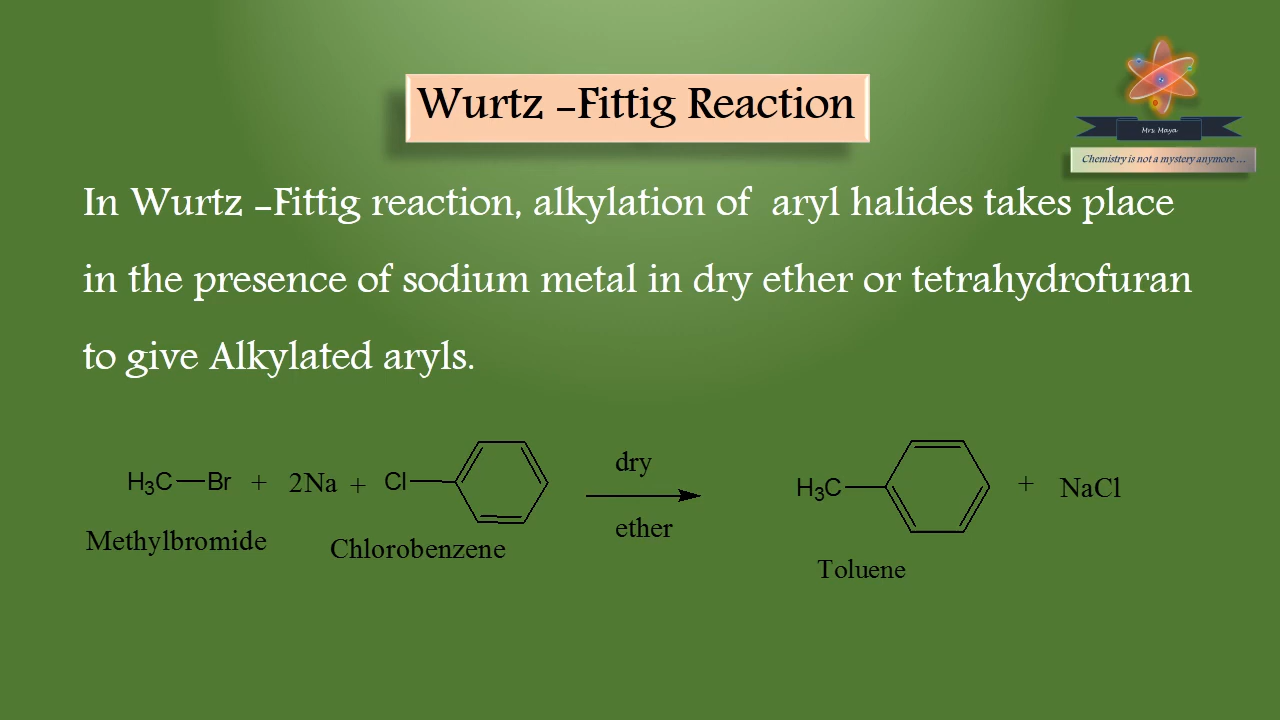 Wurtz –Fittig Reaction
Mrs Maya
Chemistry is not a mystery anymore ...
In Wurtz –Fittig reaction, alkylation of aryl halides takes place
in the presence of sodium metal in dry ether or tetrahydrofuran
to give Alkylated aryls.
H₃C—Br + 2Na + Cl dry H₃C + NaCl
ether
Methylbromide Chlorobenzene Toluene